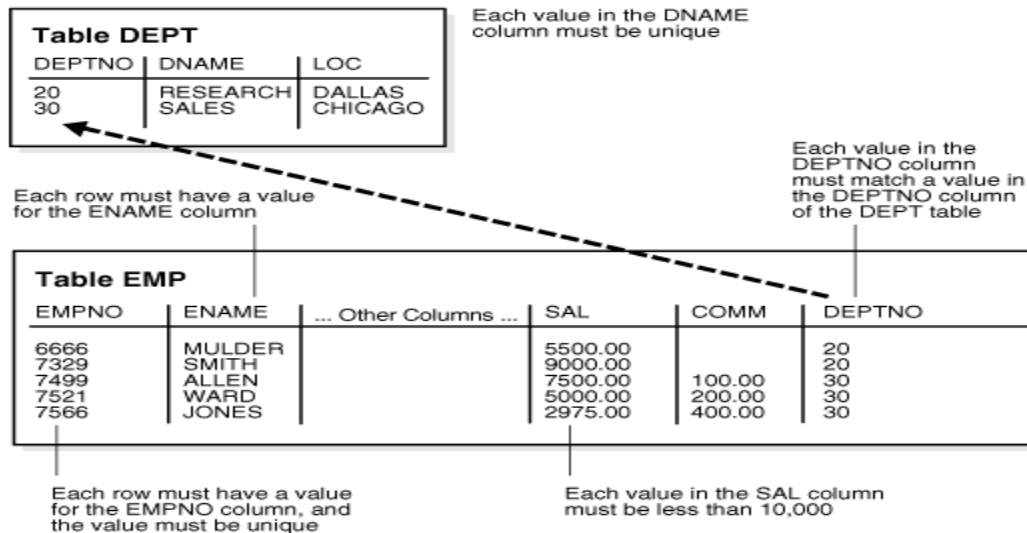 Each value in the DNAME
column must be unique
Table DEPT
DEPTNO DNAME LOC
20 RESEARCH DALLAS
30 SALES CHICAGO
Each value in the
DEPTNO column
must match a value in
the DEPTNO column
of the DEPT table
Each row must have a value
for the ENAME column
Table EMP
EMPNO ENAME ... Other Columns ... SAL COMM DEPTNO
6666 MULDER 5500.00 20
7329 SMITH 9000.00 20
7499 ALLEN 7500.00 100.00 30
7521 WARD 5000.00 200.00 30
7566 JONES 2975.00 400.00 30
Each row must have a value
for the EMPNO column, and
the value must be unique
Each value in the SAL column
must be less than 10,000